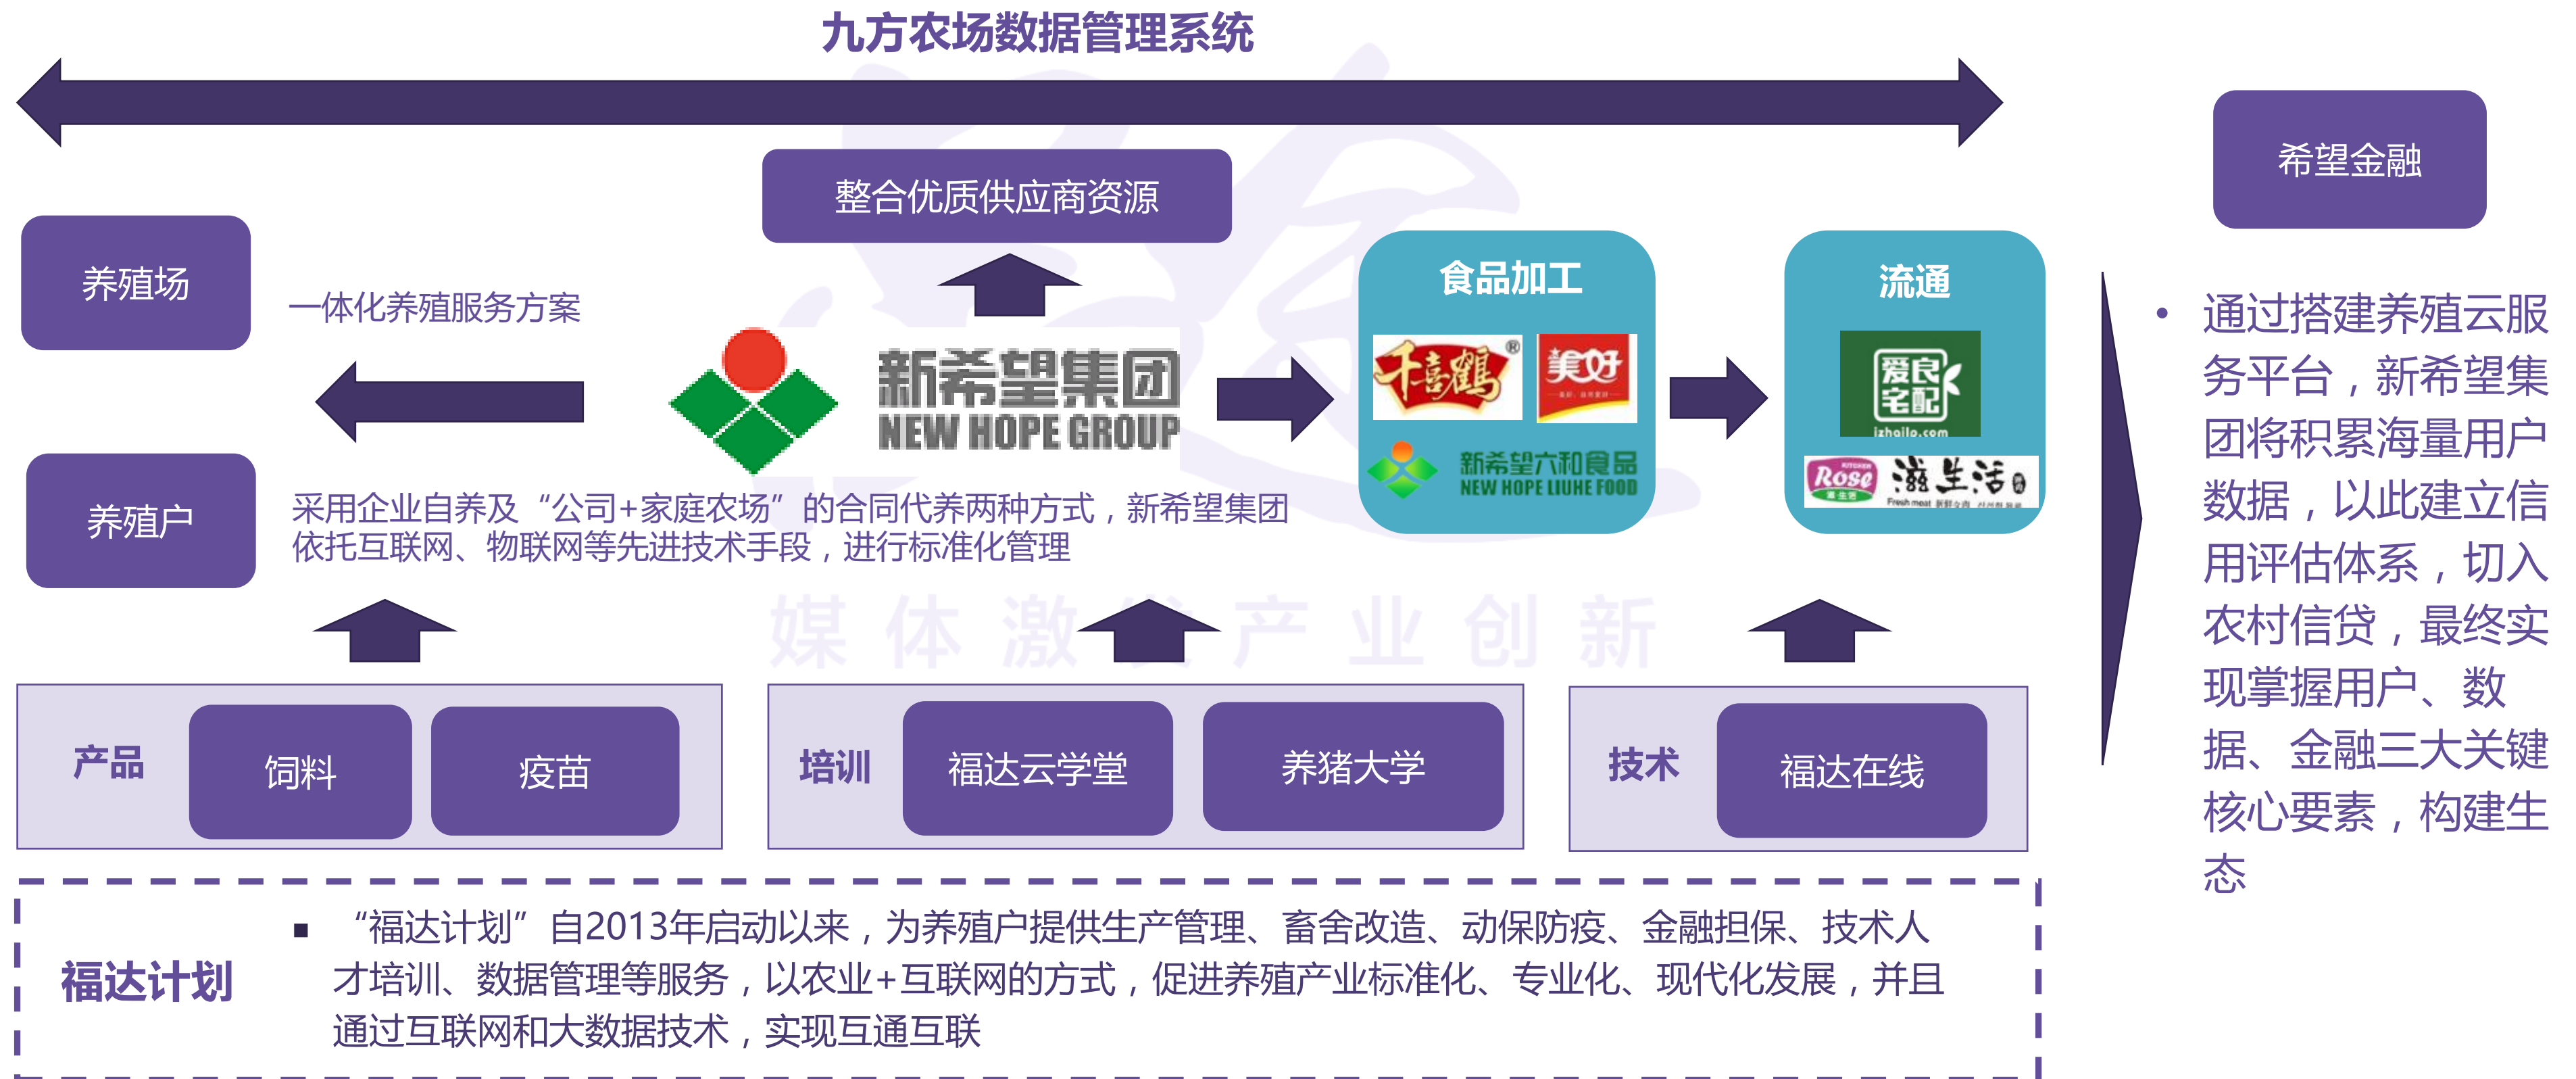 九方农场数据管理系统
希望金融
整合优质供应商资源
养殖场
一体化养殖服务方案
新希望集团
NEW HOPE GROUP
养殖户
采用企业自养及“公司+家庭农场”的合同代养两种方式，新希望集团
依托互联网、物联网等先进技术手段，进行标准化管理
食品加工
千喜鹤®
美好
新希望六和食品
NEW HOPE LIUHE FOOD
流通
爱良
宅配
izhailp.com
KITCHEN
Rose
滋生活
Fresh meat
• 通过搭建养殖云服
务平台，新希望集
团将积累海量用户
数据，以此建立信
用评估体系，切入
农村信贷，最终实
现掌握用户、数
据、金融三大关键
核心要素，构建生
态
媒体激发产业创新
产品
饲料
疫苗
培训
福达云学堂
养猪大学
技术
福达在线
福达计划
▪ “福达计划”自2013年启动以来，为养殖户提供生产管理、畜舍改造、动保防疫、金融担保、技术人
才培训、数据管理等服务，以农业+互联网的方式，促进养殖产业标准化、专业化、现代化发展，并且
通过互联网和大数据技术，实现互通互联